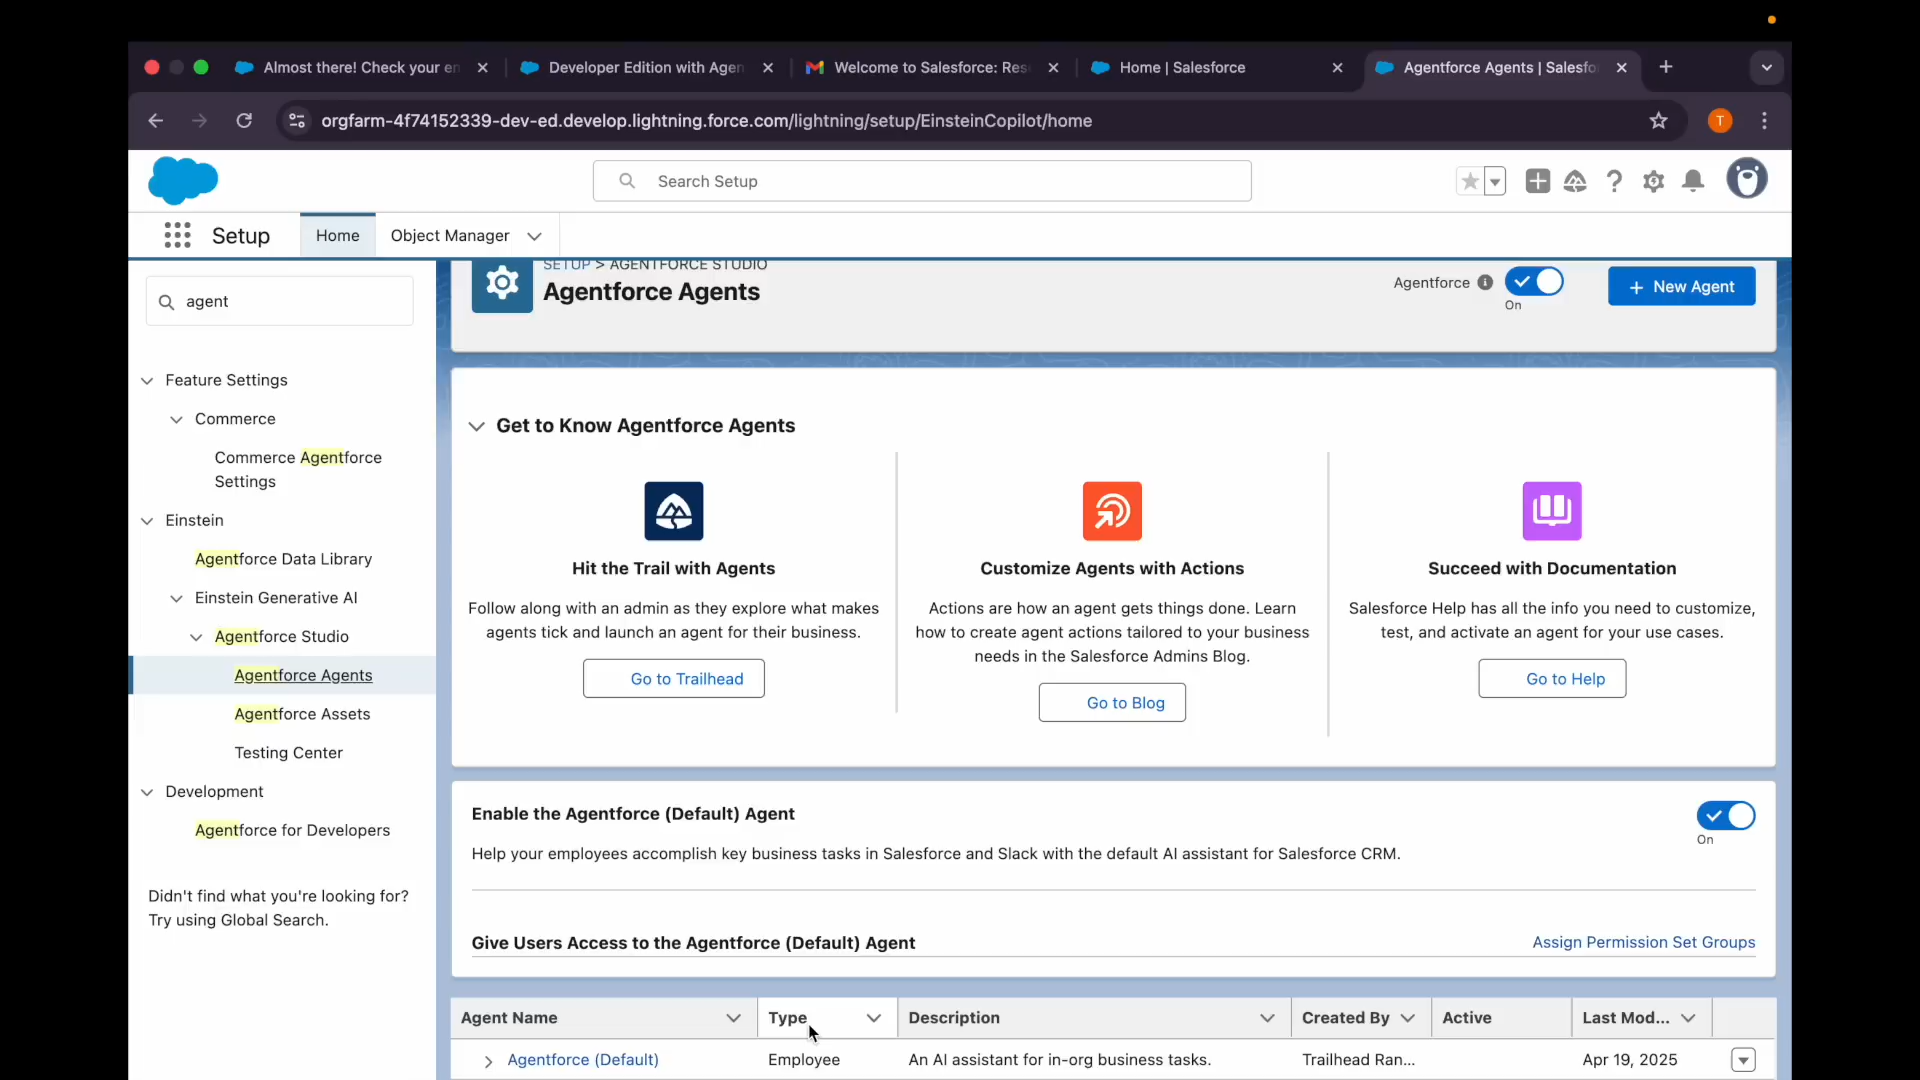 Almost there! Check your en
Developer Edition with Agen
Welcome to Salesforce: Res
Home | Salesforce
Agentforce Agents | Salesfo
orgfarm-4f74152339-dev-ed.develop.lightning.force.com/lightning/setup/EinsteinCopilot/home
T
Search Setup
Setup
Home
Object Manager
agent
Feature Settings
Commerce
Commerce Agentforce
Settings
Einstein
Agentforce Data Library
Einstein Generative AI
Agentforce Studio
Agentforce Agents
Agentforce Assets
Testing Center
Development
Agentforce for Developers
Didn't find what you're looking for?
Try using Global Search.
SETUP > AGENTFORCE STUDIO
Agentforce Agents
Agentforce
On
+ New Agent
Get to Know Agentforce Agents
Hit the Trail with Agents
Follow along with an admin as they explore what makes
agents tick and launch an agent for their business.
Go to Trailhead
Customize Agents with Actions
Actions are how an agent gets things done. Learn
how to create agent actions tailored to your business
needs in the Salesforce Admins Blog.
Go to Blog
Succeed with Documentation
Salesforce Help has all the info you need to customize,
test, and activate an agent for your use cases.
Go to Help
Enable the Agentforce (Default) Agent
On
Help your employees accomplish key business tasks in Salesforce and Slack with the default AI assistant for Salesforce CRM.
Give Users Access to the Agentforce (Default) Agent
Assign Permission Set Groups
Agent Name
Type
Description
Created By
Active
Last Mod...
Agentforce (Default)
Employee
An AI assistant for in-org business tasks.
Trailhead Ran...
Apr 19, 2025